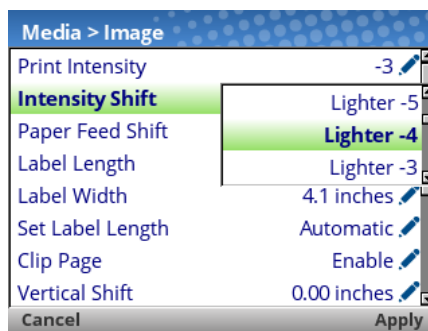 Media > Image
Print Intensity -3
Intensity Shift Lighter -5
Lighter -4
Paper Feed Shift
Label Length Lighter -3
Label Width 4.1 inches
Set Label Length Automatic
Clip Page Enable
Vertical Shift 0.00 inches
Cancel Apply